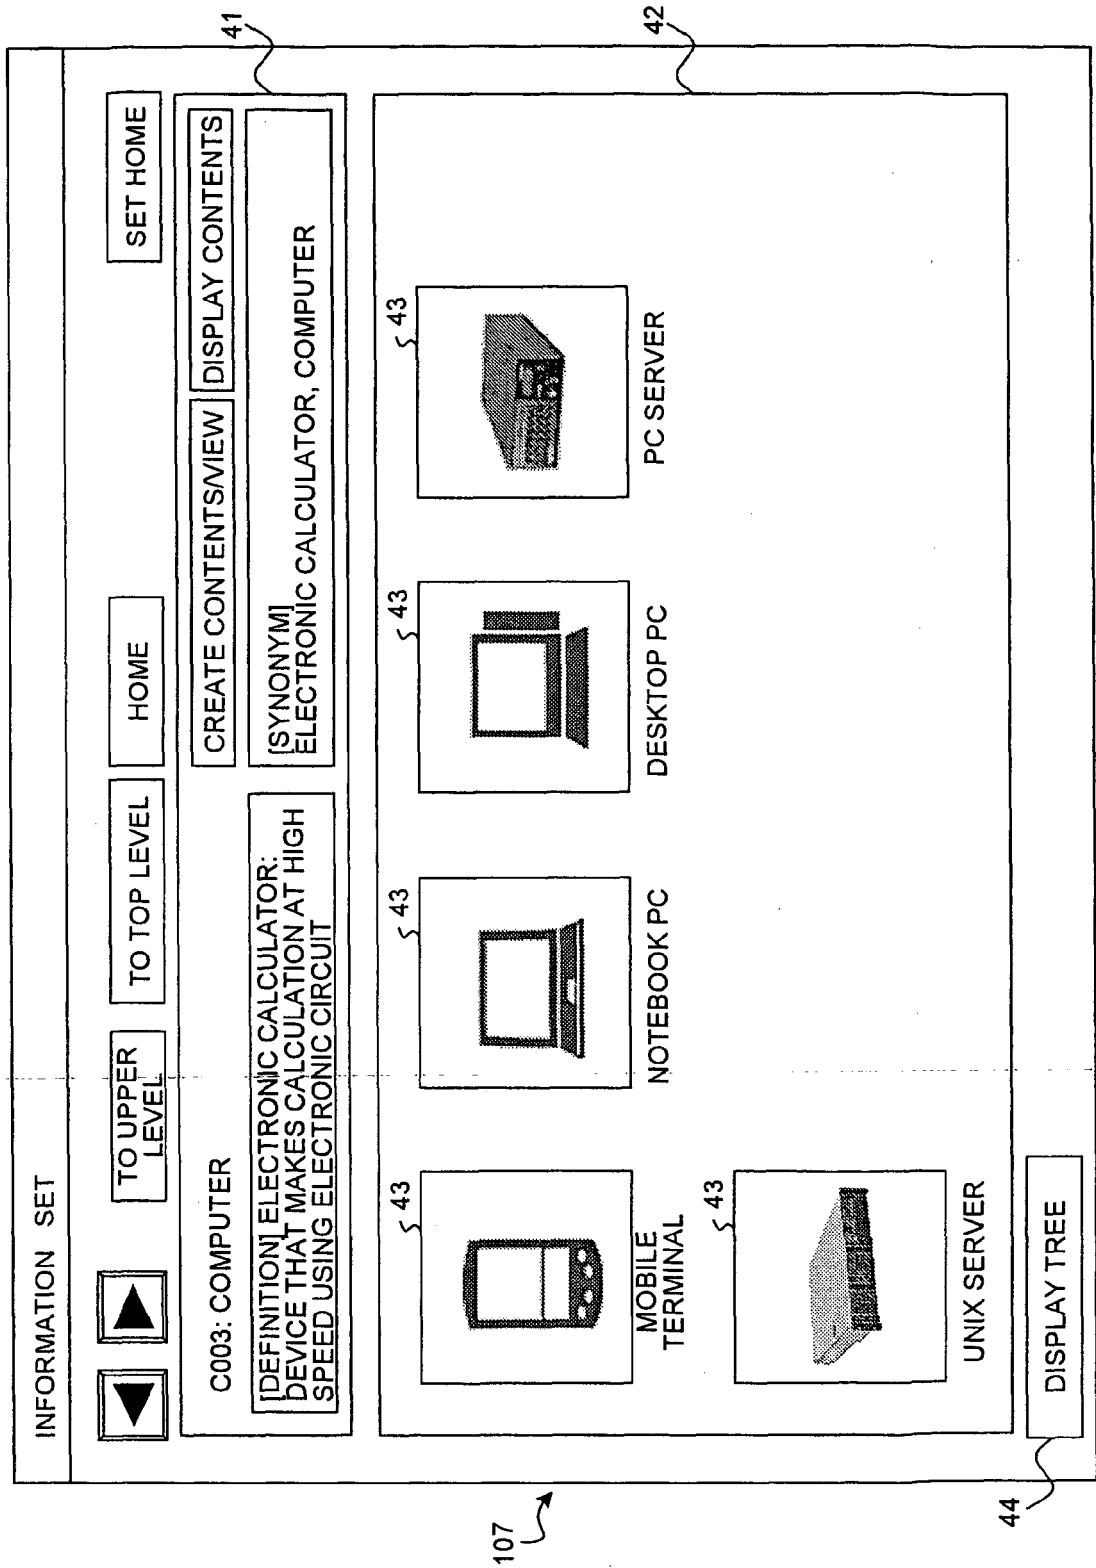 INFORMATION SET
TO UPPER
LEVEL
TO TOP LEVEL
HOME
SET HOME
41
C003: COMPUTER
CREATE CONTENTS/VIEW
DISPLAY CONTENTS
[DEFINITION] ELECTRONIC CALCULATOR:
DEVICE THAT MAKES CALCULATION AT HIGH
SPEED USING ELECTRONIC CIRCUIT
[SYNONYM]
ELECTRONIC CALCULATOR, COMPUTER
42
43
MOBILE
TERMINAL
43
NOTEBOOK PC
43
DESKTOP PC
43
PC SERVER
43
UNIX SERVER
DISPLAY TREE
44
107